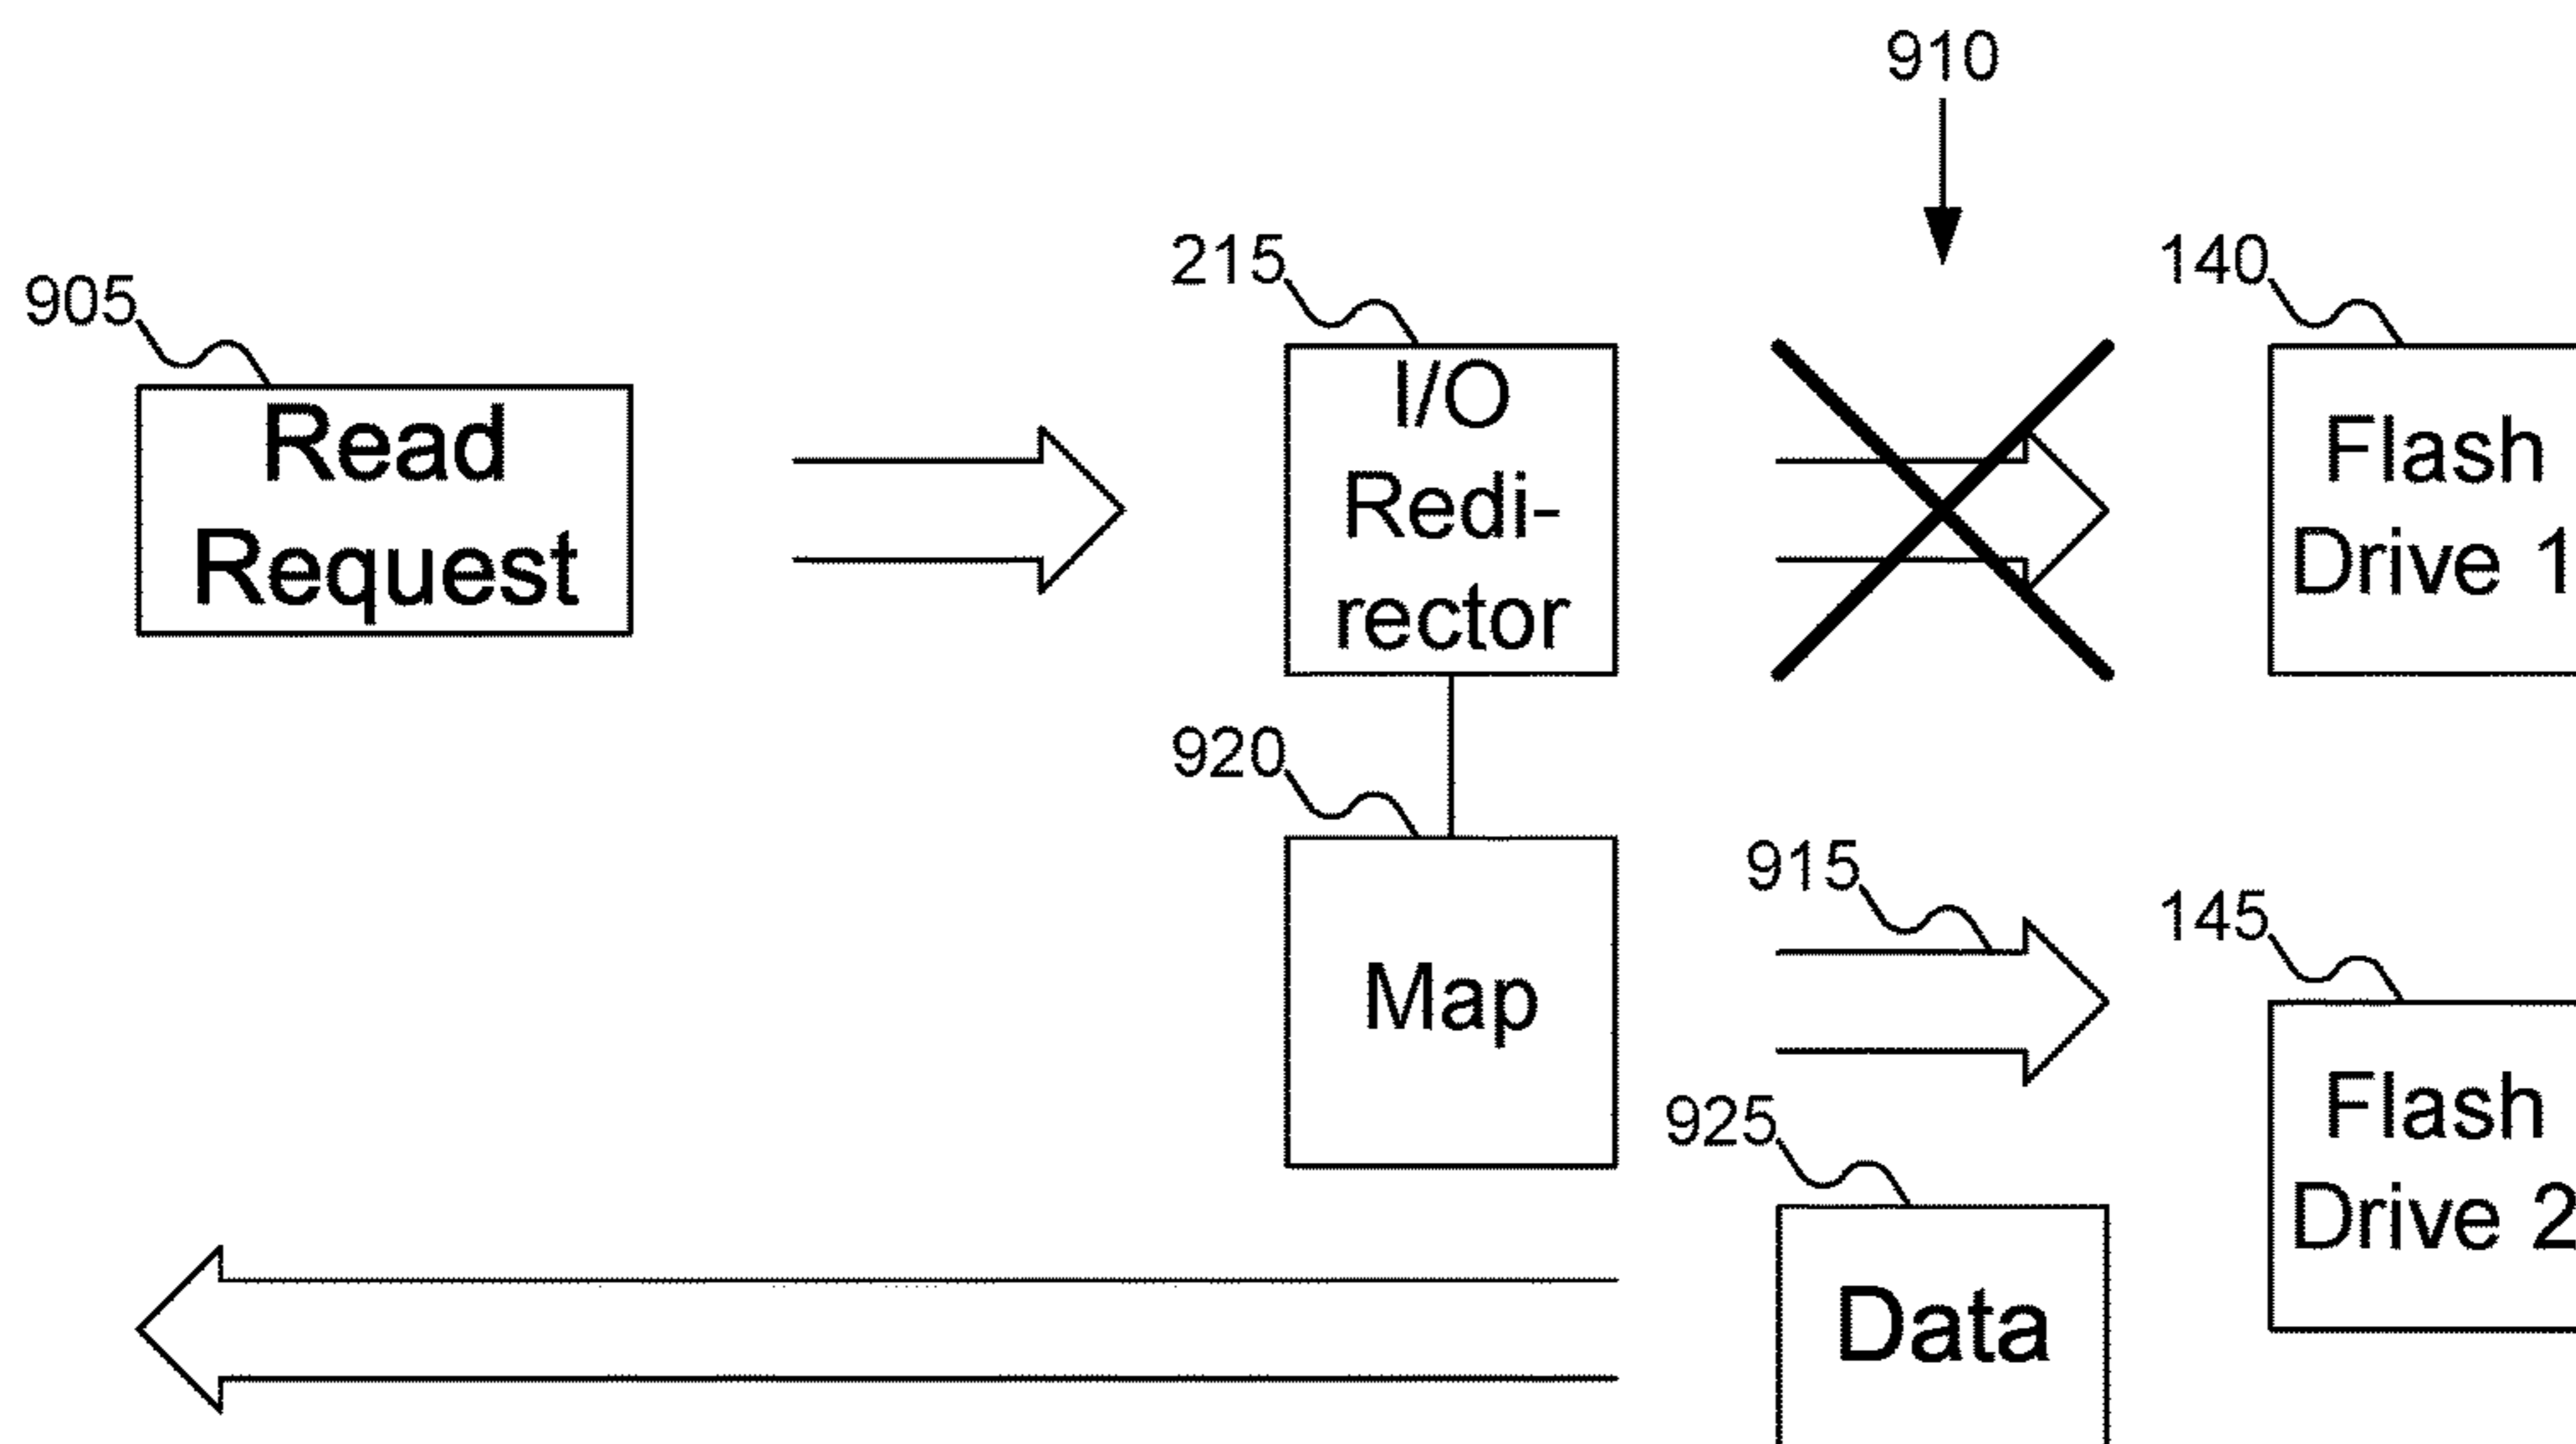 910
215
140
905
Read
Request
I/O
Redi-
rector
Flash
Drive 1
920
Map
915
145
925
Flash
Drive 2
Data